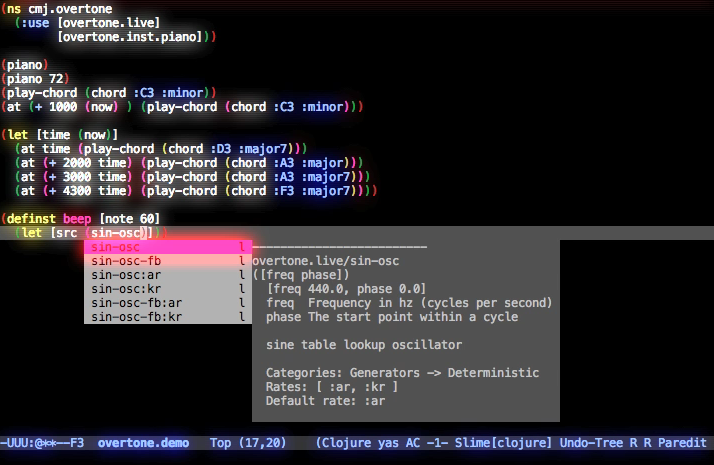 (ns cmj.overtone
  (:use [overtone.live]
        [overtone.inst.piano]))

(piano)
(piano 72)
(play-chord (chord :C3 :minor))
(at (+ 1000 (now) ) (play-chord (chord :C3 :minor)))

(let [time (now)]
  (at time (play-chord (chord :D3 :major7)))
  (at (+ 2000 time) (play-chord (chord :A3 :major)))
  (at (+ 3000 time) (play-chord (chord :A3 :major7)))
  (at (+ 4300 time) (play-chord (chord :F3 :major7))))

(definst beep [note 60]
  (let [src (sin-osc)]))
sin-osc l
sin-osc-fb l
sin-osc:ar l
sin-osc:kr l
sin-osc-fb:ar l
sin-osc-fb:kr l
-------------------------
overtone.live/sin-osc
([freq phase])
  [freq 440.0, phase 0.0]
  freq  Frequency in hz (cycles per second)
  phase The start point within a cycle

  sine table lookup oscillator

  Categories: Generators -> Deterministic
  Rates: [ :ar, :kr ]
  Default rate: :ar
-UUU:@**--F3  overtone.demo   Top (17,20)    (Clojure yas AC -1- Slime[clojure] Undo-Tree R R Paredit